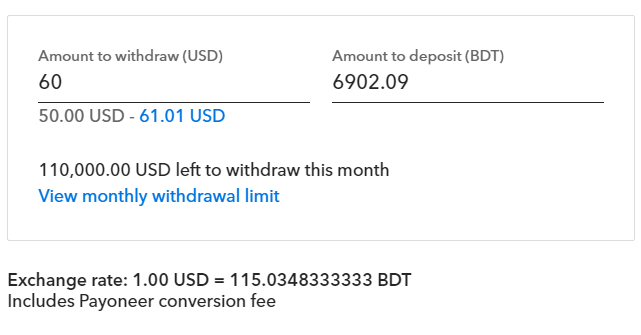 Amount to withdraw (USD) Amount to deposit (BDT)
60 6902.09
50.00 USD - 61.01 USD
110,000.00 USD left to withdraw this month
View monthly withdrawal limit
Exchange rate: 1.00 USD = 115.0348333333 BDT
Includes Payoneer conversion fee